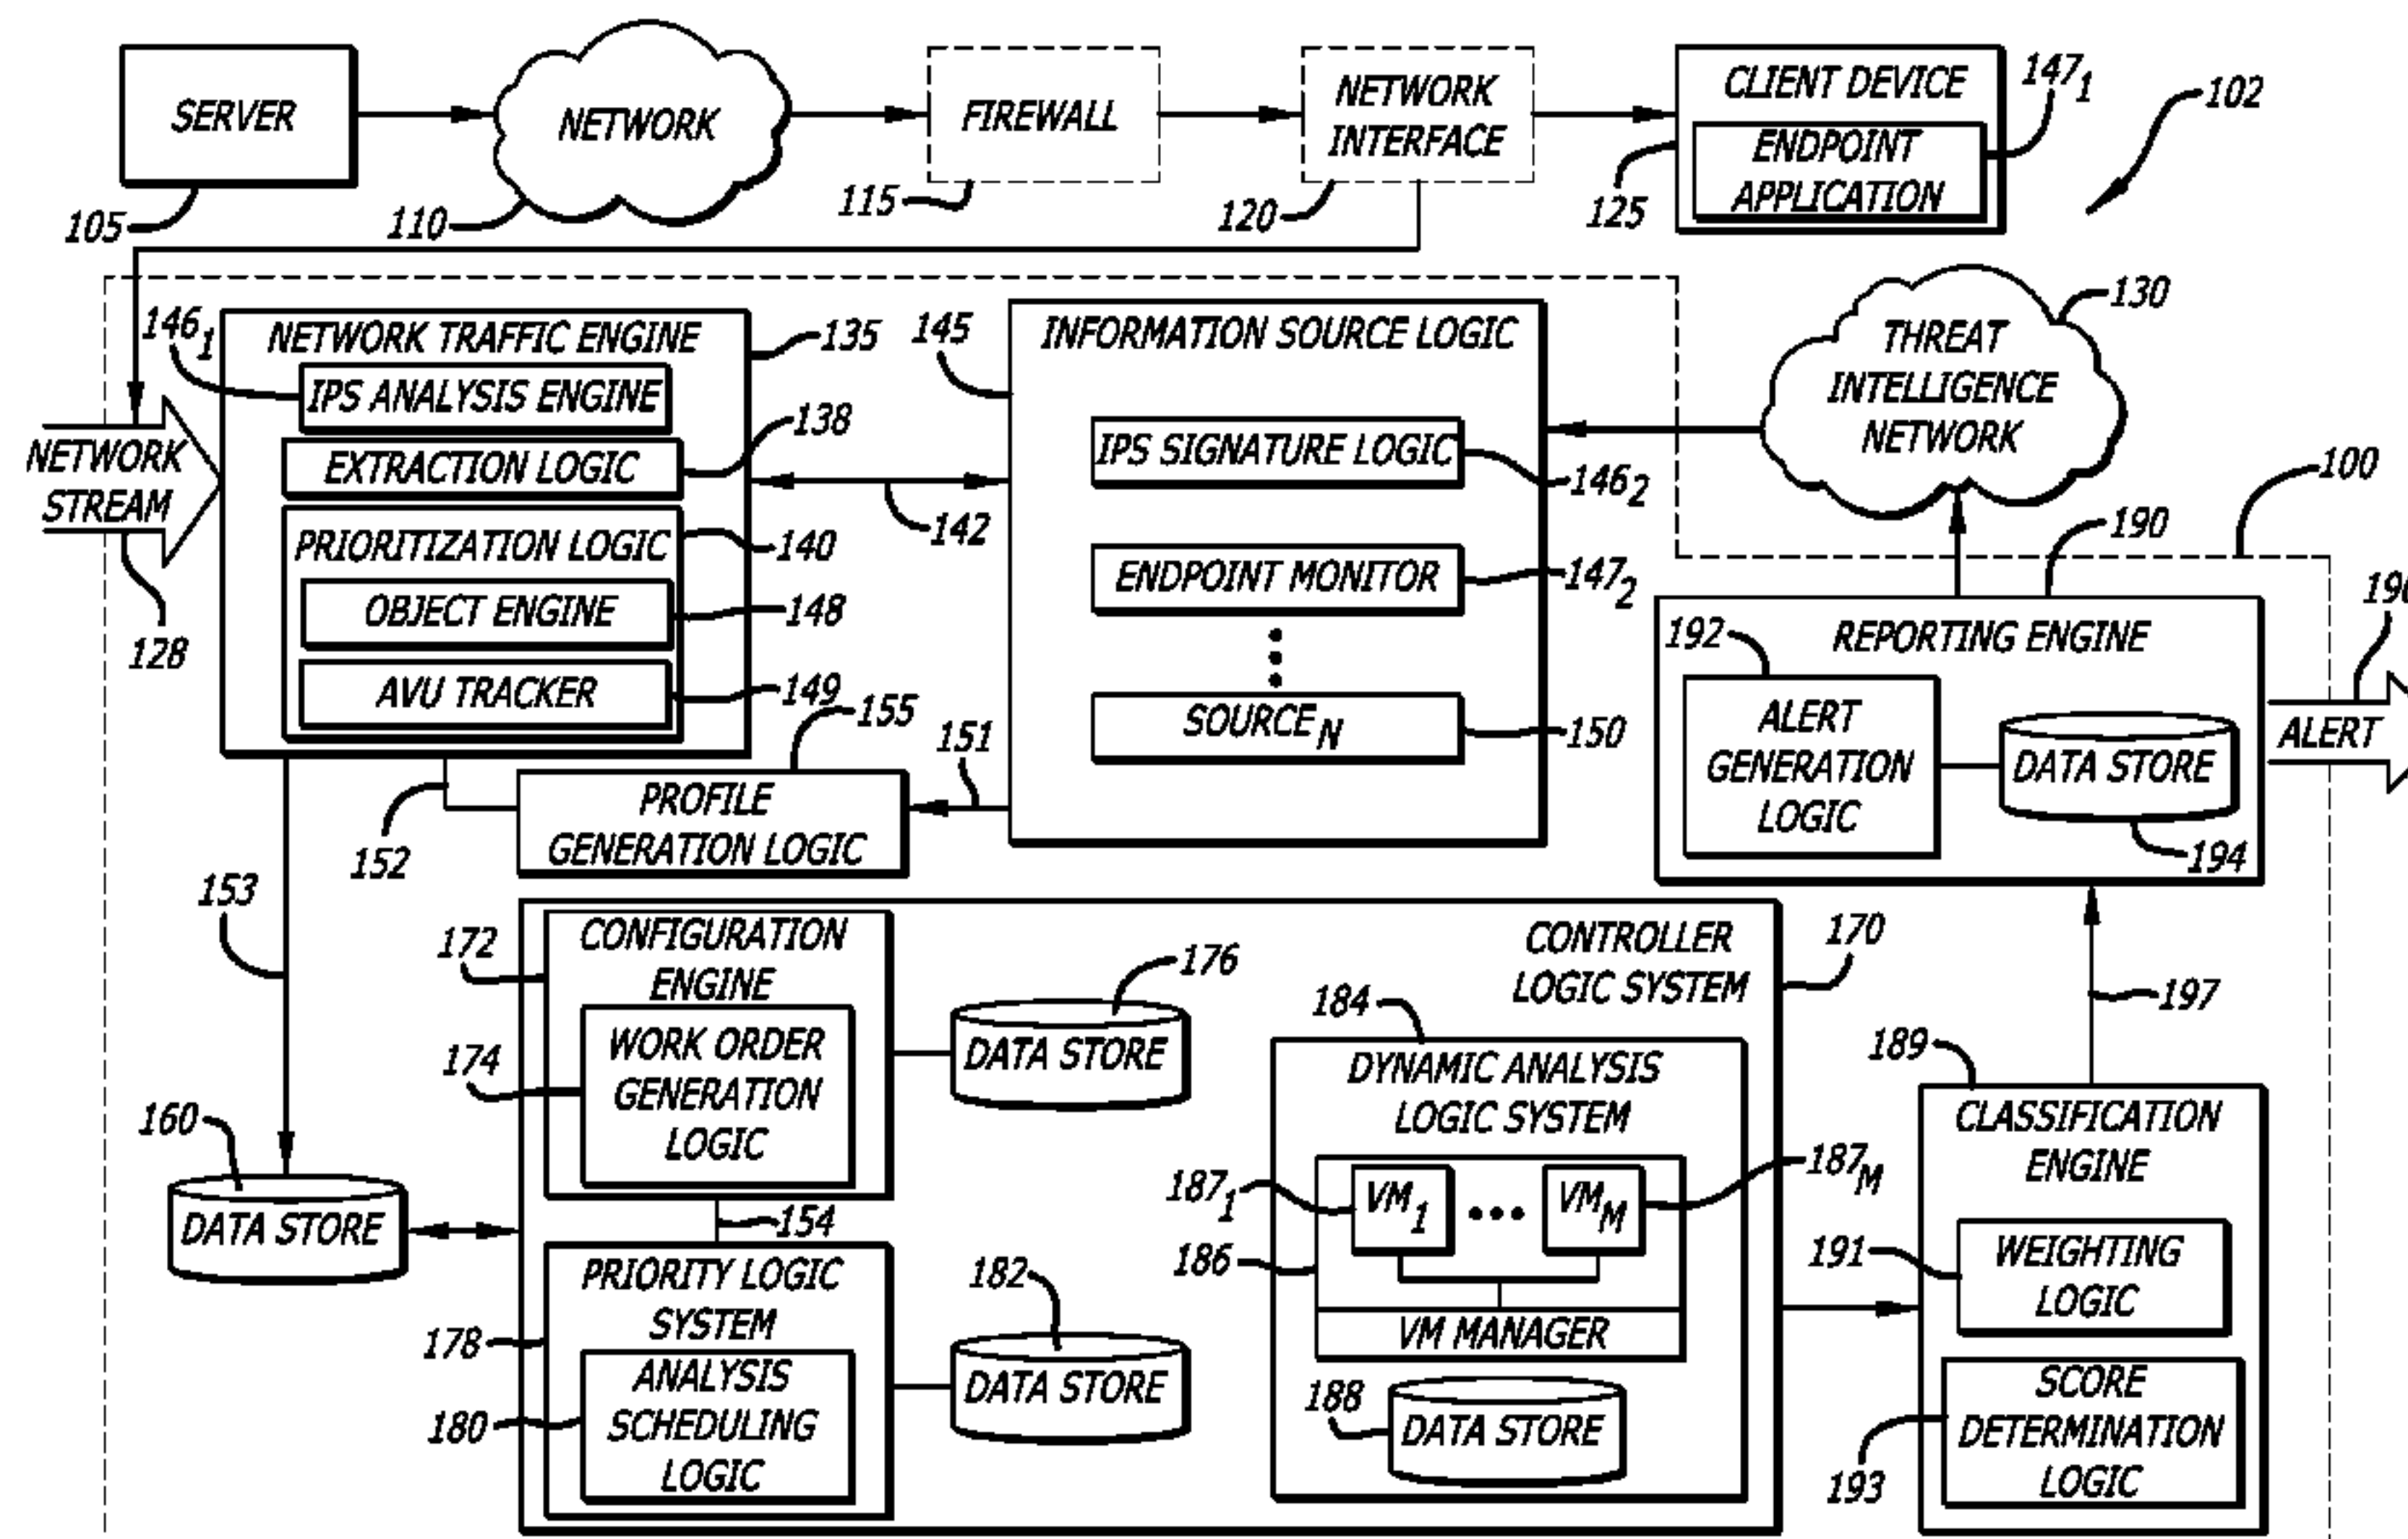 SERVER
105
NETWORK
110
FIREWALL
115
NETWORK
INTERFACE
120
CLIENT DEVICE
ENDPOINT
APPLICATION
125
147₁
102
NETWORK
STREAM
128
146₁
NETWORK TRAFFIC ENGINE
135
IPS ANALYSIS ENGINE
EXTRACTION LOGIC
138
PRIORITIZATION LOGIC
140
OBJECT ENGINE
148
AVU TRACKER
149
142
145
INFORMATION SOURCE LOGIC
IPS SIGNATURE LOGIC
146₂
ENDPOINT MONITOR
147₂
SOURCE_N
150
THREAT
INTELLIGENCE
NETWORK
130
100
190
REPORTING ENGINE
192
ALERT
GENERATION
LOGIC
DATA STORE
194
ALERT
155
151
PROFILE
GENERATION LOGIC
152
153
160
DATA STORE
CONTROLLER
LOGIC SYSTEM
170
172
CONFIGURATION
ENGINE
174
WORK ORDER
GENERATION
LOGIC
176
DATA STORE
154
178
PRIORITY LOGIC
SYSTEM
180
ANALYSIS
SCHEDULING
LOGIC
182
DATA STORE
184
DYNAMIC ANALYSIS
LOGIC SYSTEM
187₁
VM₁
VM_M
187_M
186
VM MANAGER
188
DATA STORE
197
189
CLASSIFICATION
ENGINE
191
WEIGHTING
LOGIC
193
SCORE
DETERMINATION
LOGIC